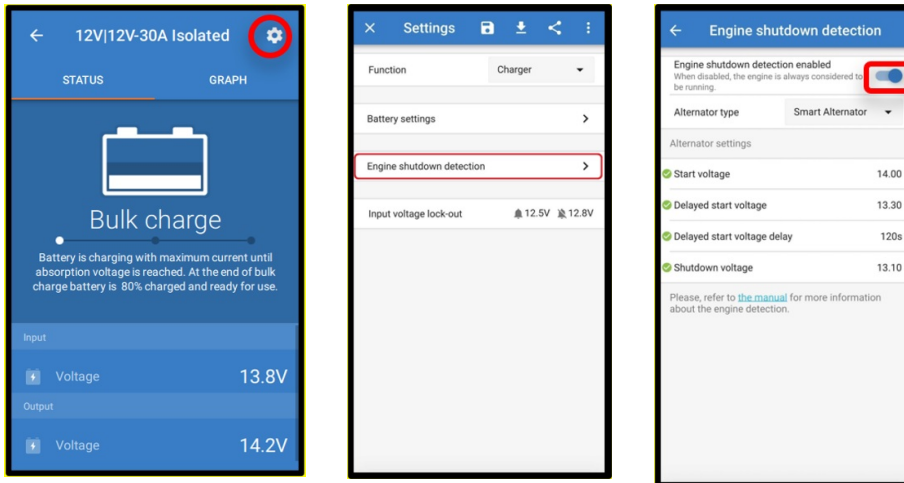 12V|12V-30A Isolated
STATUS
GRAPH
Bulk charge
Battery is charging with maximum current until
absorption voltage is reached. At the end of bulk
charge battery is 80% charged and ready for use.
Input
Voltage
13.8V
Output
Voltage
14.2V
Settings
Function
Charger
Battery settings
Engine shutdown detection
Input voltage lock-out
12.5V
12.8V
Engine shutdown detection
Engine shutdown detection enabled
When disabled, the engine is always considered to
be running.
Alternator type
Smart Alternator
Alternator settings
Start voltage
14.00
Delayed start voltage
13.30
Delayed start voltage delay
120s
Shutdown voltage
13.10
Please, refer to the manual for more information
about the engine detection.